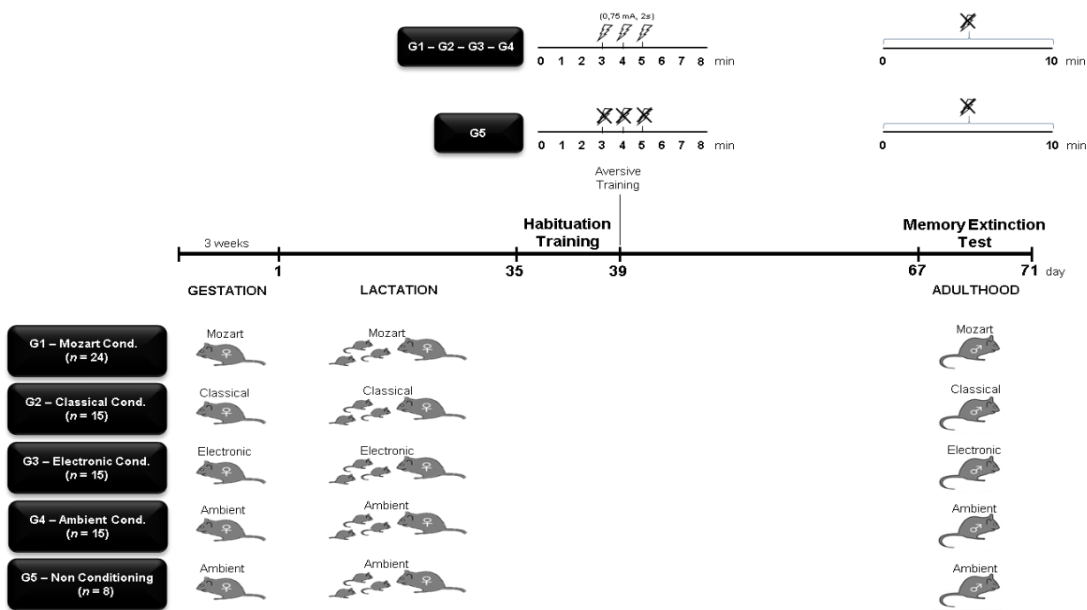 (0,75 mA, 2s)
G1 – G2 – G3 – G4
0 1 2 3 4 5 6 7 8 min
0 10 min
G5
0 1 2 3 4 5 6 7 8 min
0 10 min
Aversive
Training
Habituation
Training
Memory Extinction
Test
3 weeks
1 35 39 67 71 day
GESTATION LACTATION ADULTHOOD
G1 – Mozart Cond.
(n = 24)
Mozart Mozart Mozart
♀ ♀ ♂
G2 – Classical Cond.
(n = 15)
Classical Classical Classical
♀ ♀ ♂
G3 – Electronic Cond.
(n = 15)
Electronic Electronic Electronic
♀ ♀ ♂
G4 – Ambient Cond.
(n = 15)
Ambient Ambient Ambient
♀ ♀ ♂
G5 – Non Conditioning
(n = 8)
Ambient Ambient Ambient
♀ ♀ ♂